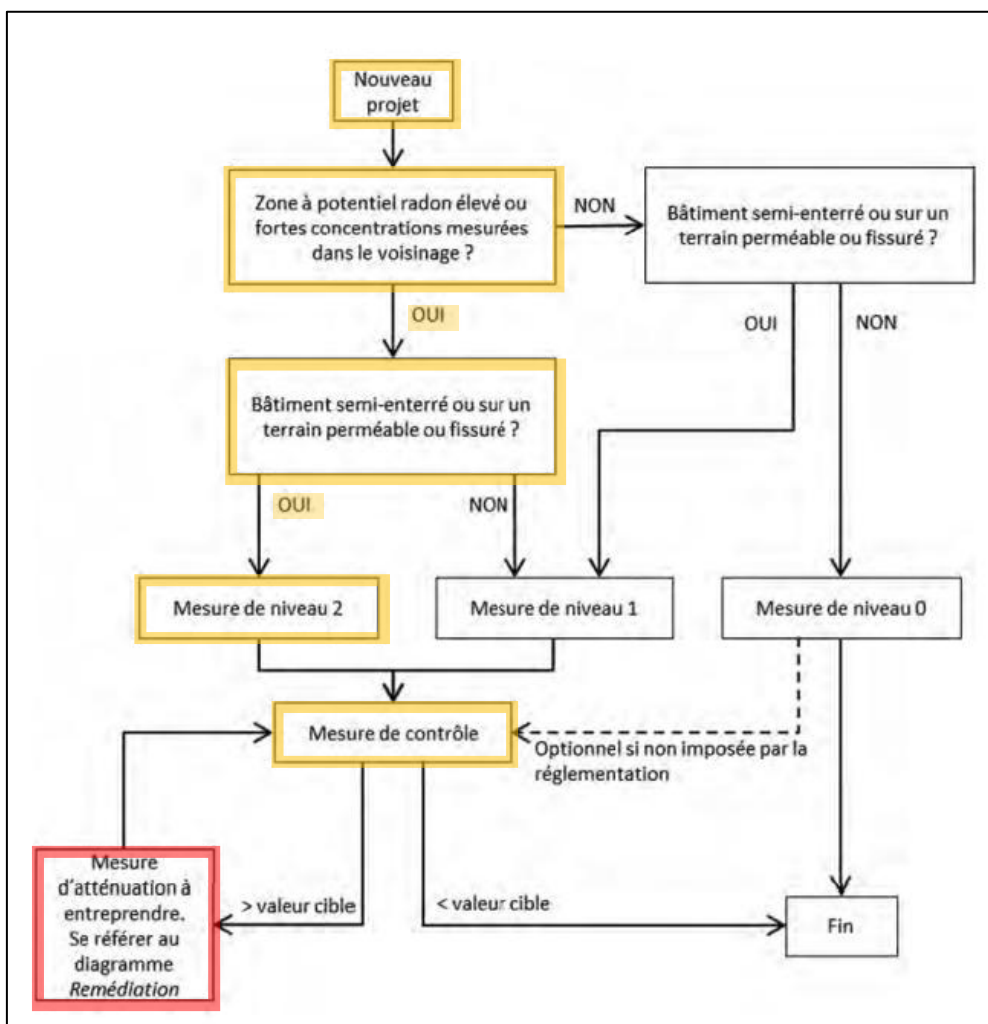 Nouveau
projet
Zone à potentiel radon élevé ou
fortes concentrations mesurées
dans le voisinage ?
NON
Bâtiment semi-enterré ou sur un
terrain perméable ou fissuré ?
OUI
OUI
NON
Bâtiment semi-enterré ou sur un
terrain perméable ou fissuré ?
OUI
NON
Mesure de niveau 2
Mesure de niveau 1
Mesure de niveau 0
Mesure de contrôle
Optionnel si non imposée par la
réglementation
Mesure
d'atténuation à
entreprendre.
Se référer au
diagramme
Remédiation
> valeur cible
< valeur cible
Fin